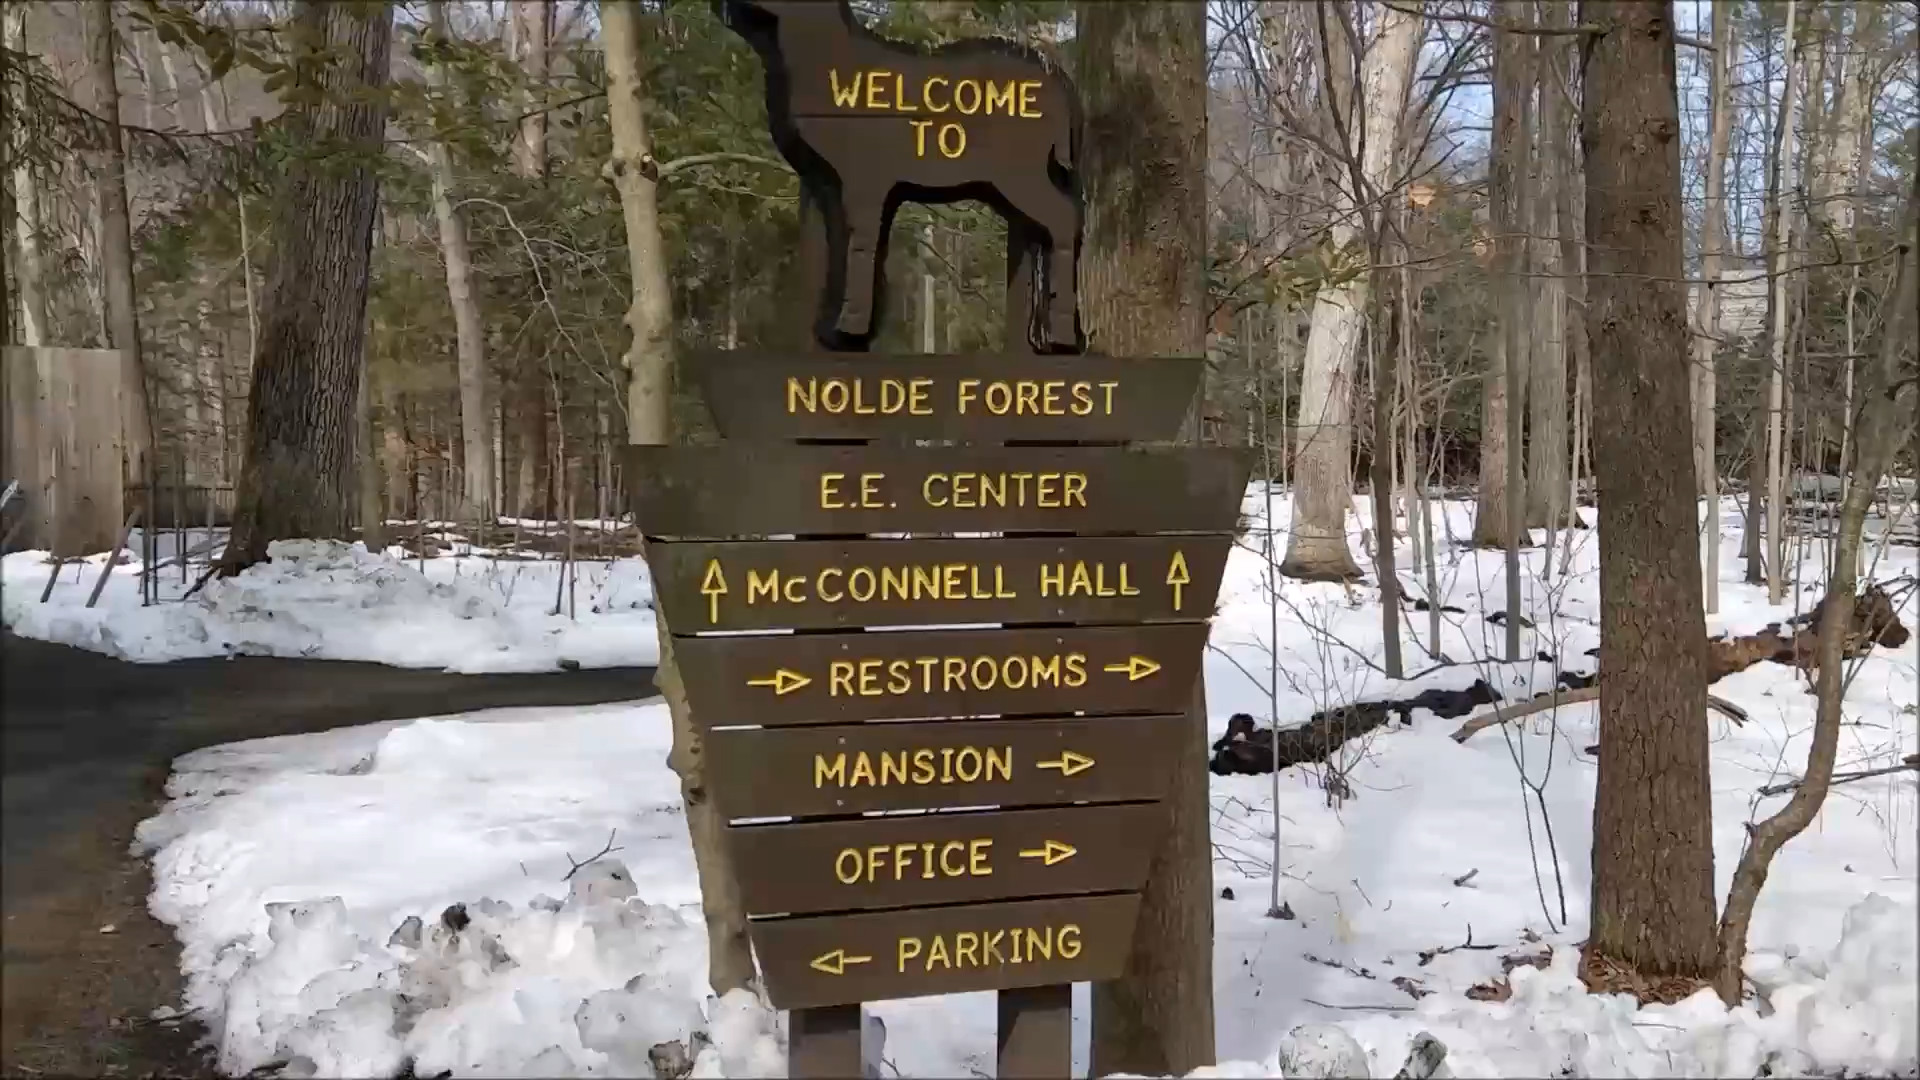 WELCOME
TO
NOLDE FOREST
E.E. CENTER
↑ McCONNELL HALL ↑
→ RESTROOMS →
MANSION →
OFFICE →
← PARKING